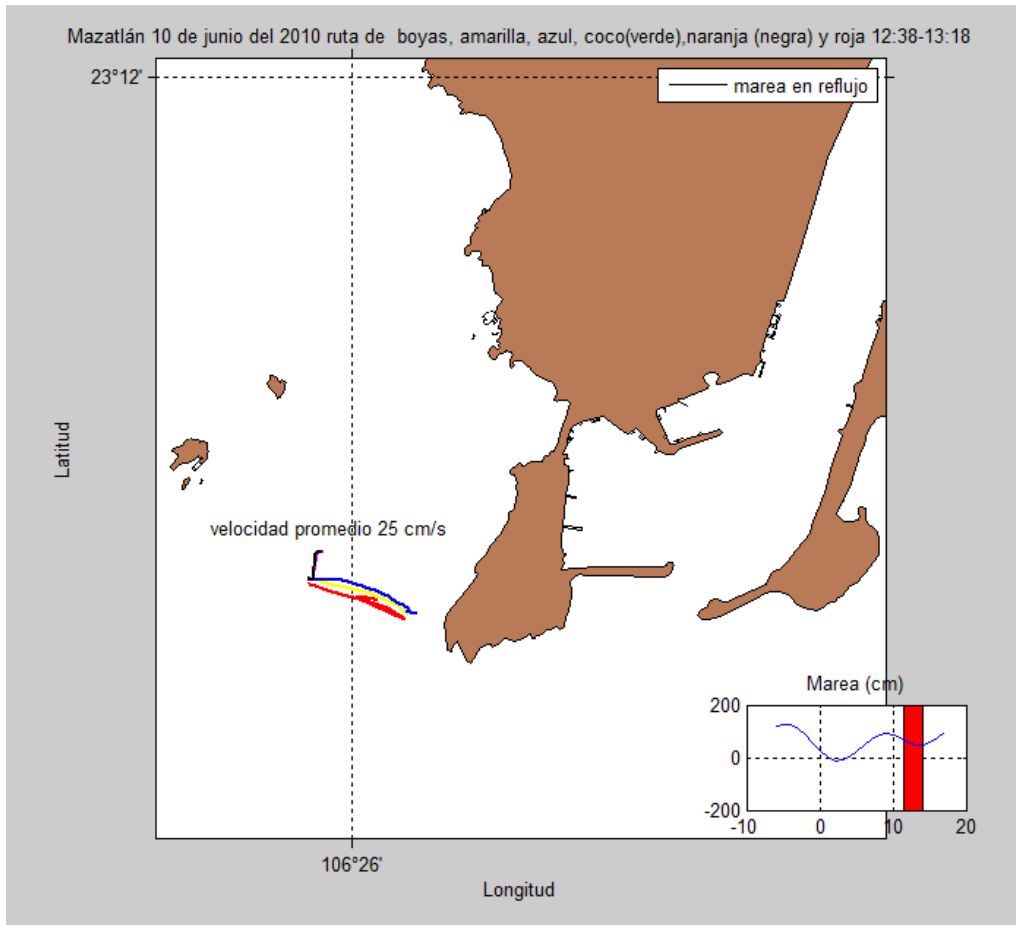 Mazatlán 10 de junio del 2010 ruta de  boyas, amarilla, azul, coco(verde),naranja (negra) y roja 12:38-13:18
23°12'
marea en reflujo
Latitud
velocidad promedio 25 cm/s
Marea (cm)
200
0
-200
-10 0 10 20
106°26'
Longitud